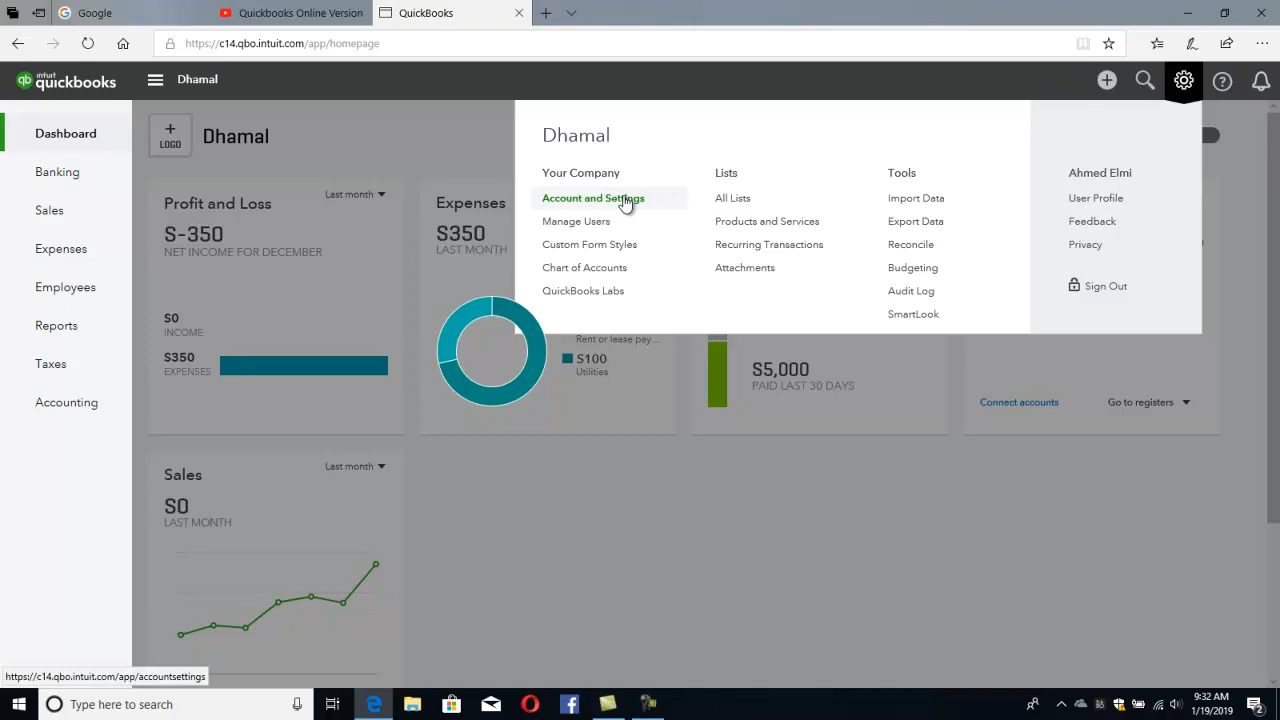 Google
Quickbooks Online Version
QuickBooks
https://c14.qbo.intuit.com/app/homepage
intuit
quickbooks
Dhamal
Dashboard
Banking
Sales
Expenses
Employees
Reports
Taxes
Accounting
+
LOGO
Dhamal
Profit and Loss
Last month
$-350
NET INCOME FOR DECEMBER
$0
INCOME
$350
EXPENSES
Expenses
$350
LAST MONTH
Rent or lease pay...
$100
Utilities
$5,000
PAID LAST 30 DAYS
Connect accounts
Go to registers
Sales
Last month
$0
LAST MONTH
Dhamal
Your Company
Account and Settings
Manage Users
Custom Form Styles
Chart of Accounts
QuickBooks Labs
Lists
All Lists
Products and Services
Recurring Transactions
Attachments
Tools
Import Data
Export Data
Reconcile
Budgeting
Audit Log
SmartLook
Ahmed Elmi
User Profile
Feedback
Privacy
Sign Out
https://c14.qbo.intuit.com/app/accountsettings
Type here to search
9:32 AM
1/19/2019
2